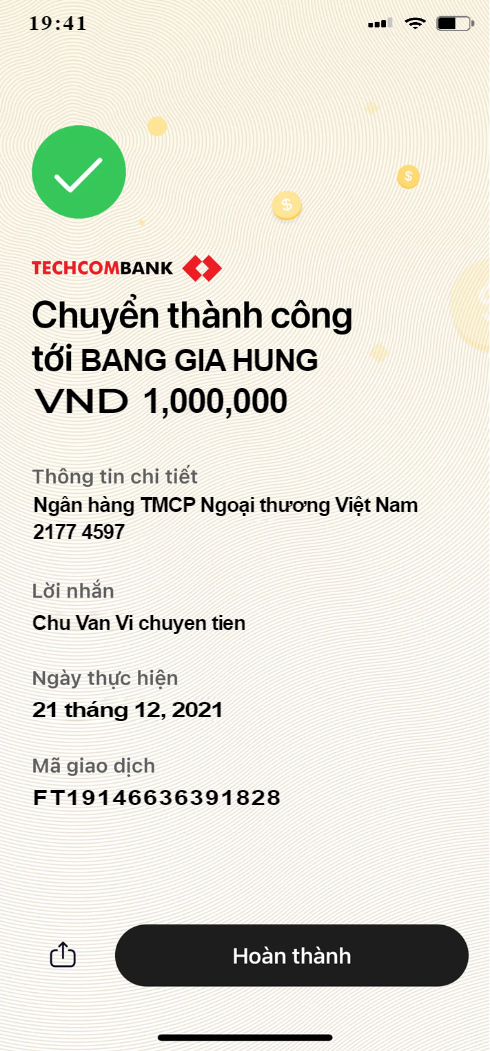 19:41
TECHCOMBANK
Chuyển thành công
tới BANG GIA HUNG
VND 1,000,000
Thông tin chi tiết
Ngân hàng TMCP Ngoại thương Việt Nam
2177 4597
Lời nhắn
Chu Van Vi chuyen tien
Ngày thực hiện
21 tháng 12, 2021
Mã giao dịch
FT19146636391828
Hoàn thành